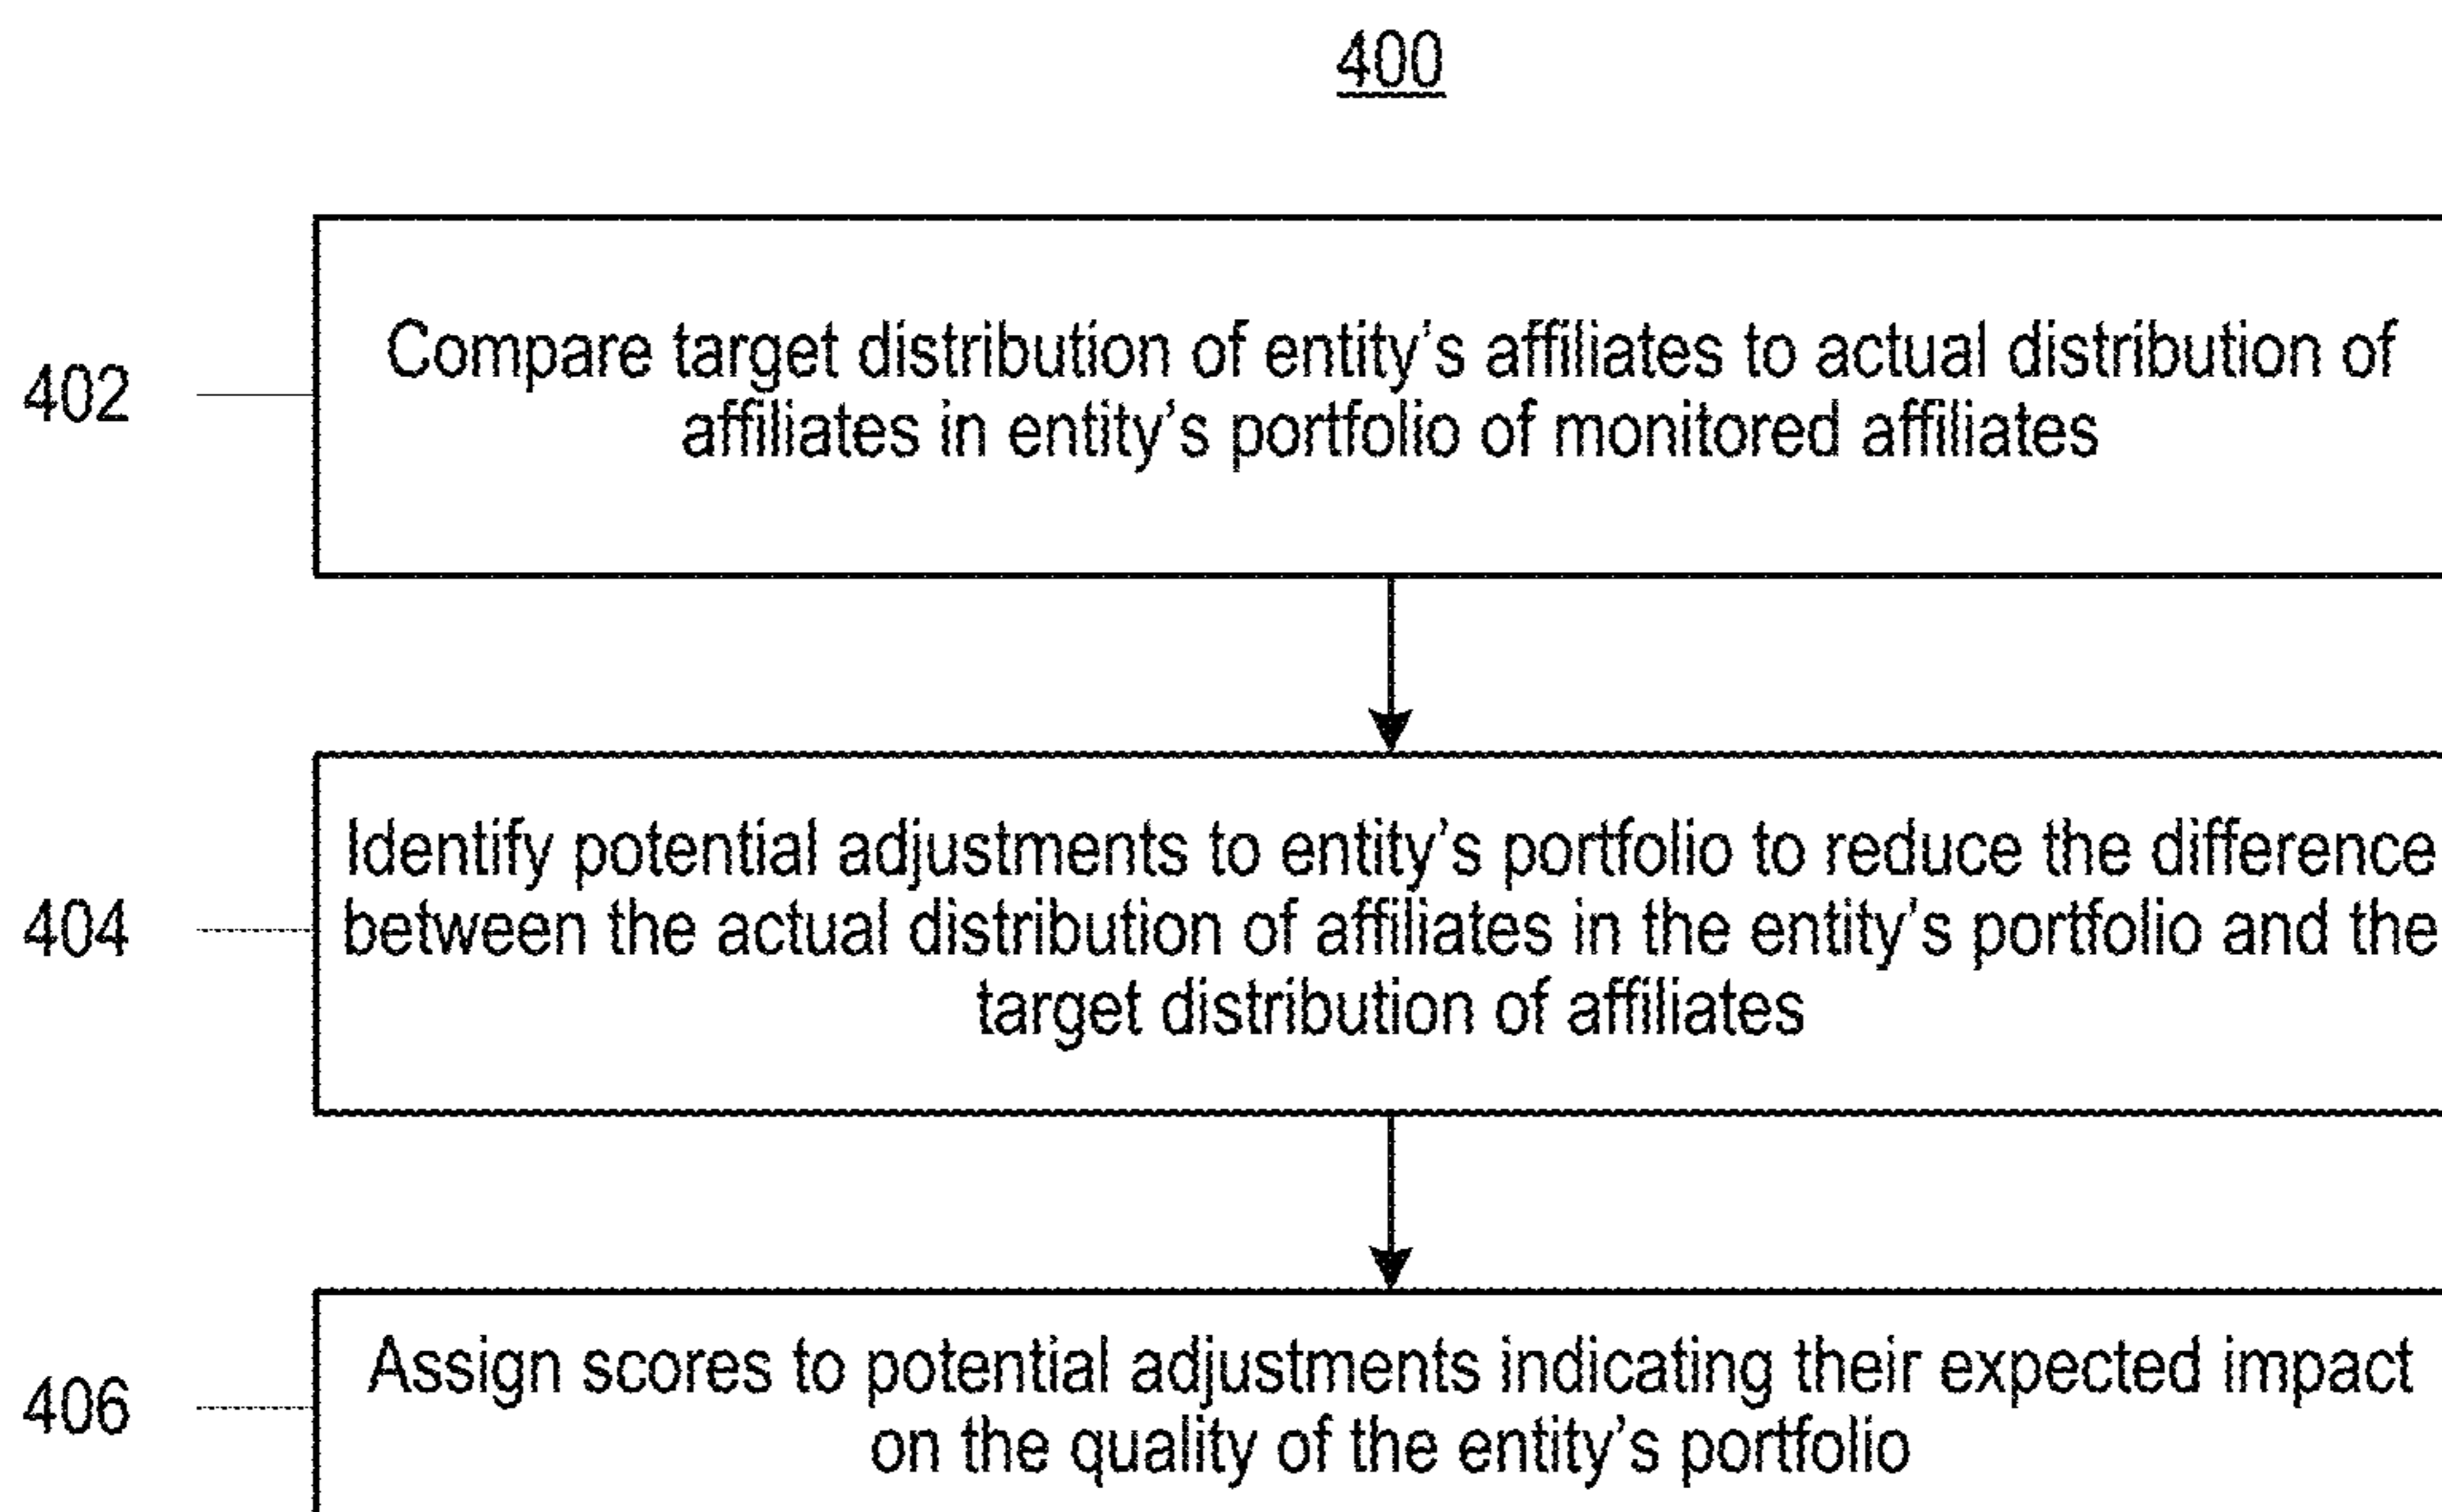 400
402
Compare target distribution of entity's affiliates to actual distribution of
affiliates in entity's portfolio of monitored affiliates
404
Identify potential adjustments to entity's portfolio to reduce the difference
between the actual distribution of affiliates in the entity's portfolio and the
target distribution of affiliates
406
Assign scores to potential adjustments indicating their expected impact
on the quality of the entity's portfolio